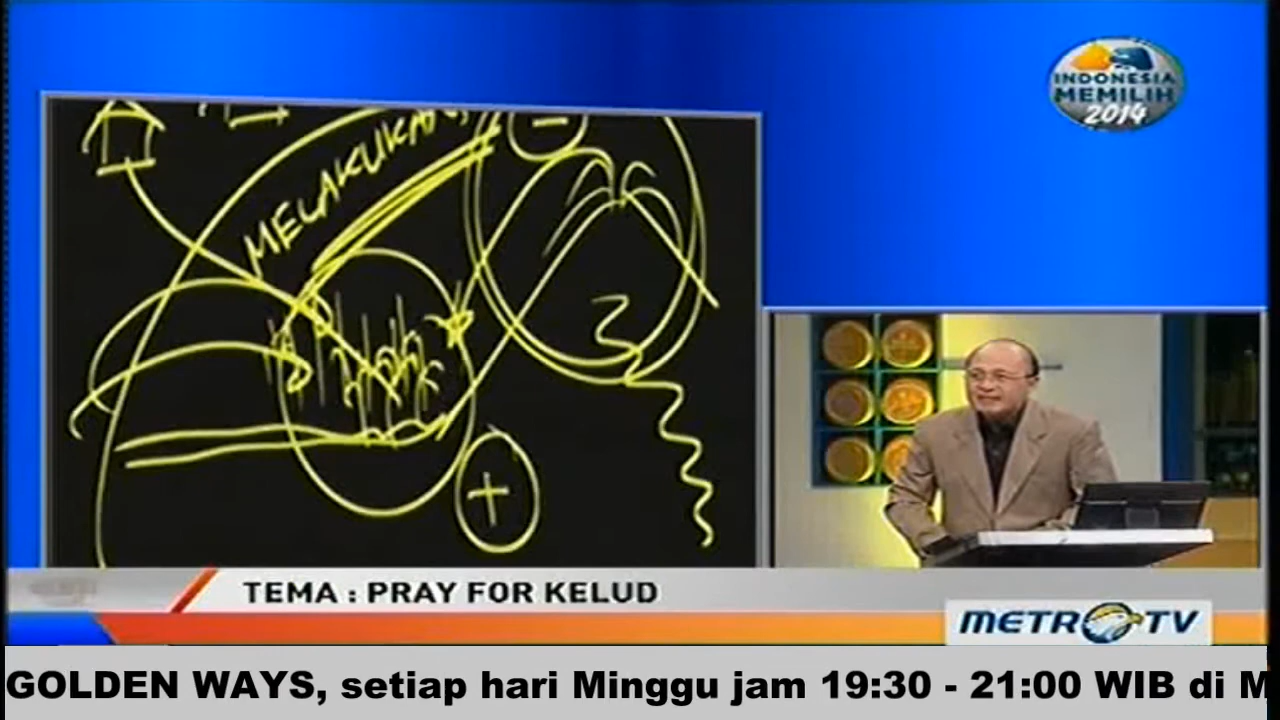 INDONESIA
MEMILIH
2014
MELAKUKAN
-
+
TEMA : PRAY FOR KELUD
METRO TV
GOLDEN WAYS, setiap hari Minggu jam 19:30 - 21:00 WIB di M